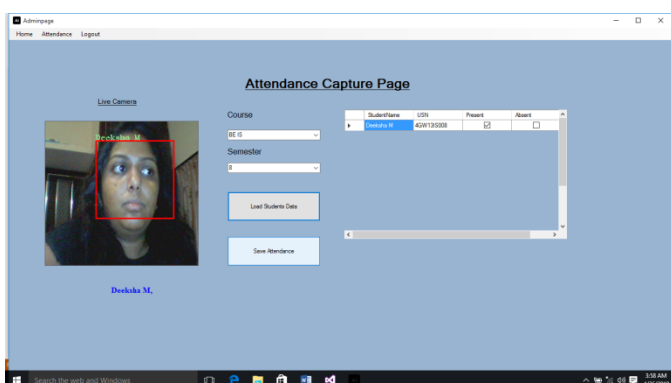 Adminpage
Home Attendance Logout
Attendance Capture Page
Live Camera
Deeksha M
Deeksha M,
Course
BE IS
Semester
8
Load Students Data
Save Attendance
StudentName USN Present Absent
Deeksha M
Search the web and Windows
3:58 AM